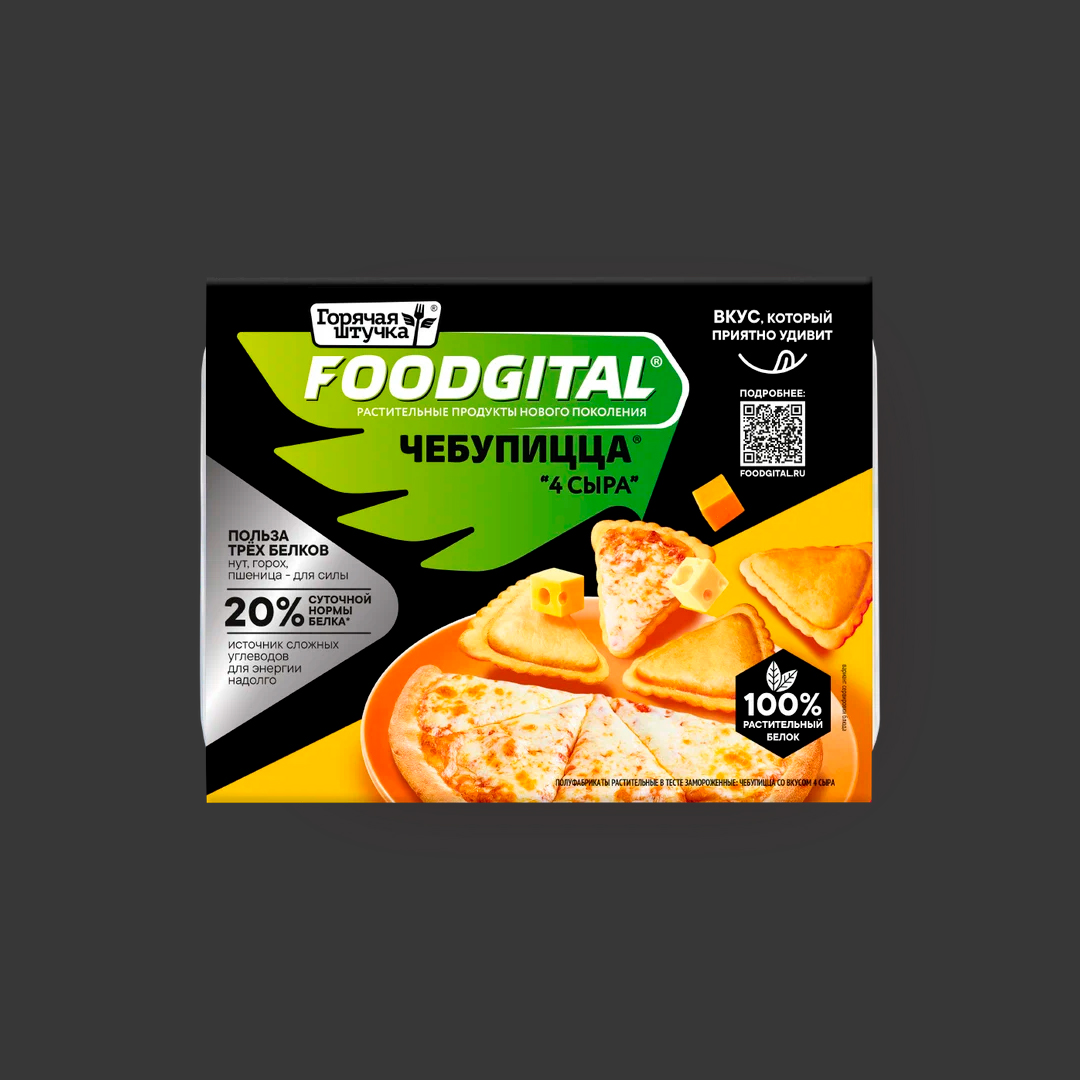 Горячая
штучка®
FOODGITAL®
РАСТИТЕЛЬНЫЕ ПРОДУКТЫ НОВОГО ПОКОЛЕНИЯ
ЧЕБУПИЦЦА®
"4 СЫРА"
ВКУС, КОТОРЫЙ
ПРИЯТНО УДИВИТ
ПОДРОБНЕЕ:
FOODGITAL.RU
ПОЛЬЗА
ТРЁХ БЕЛКОВ
нут, горох,
пшеница - для силы
20% СУТОЧНОЙ
НОРМЫ
БЕЛКА*
источник сложных
углеводов
для энергии
надолго
100%
РАСТИТЕЛЬНЫЙ
БЕЛОК
ПОЛУФАБРИКАТЫ РАСТИТЕЛЬНЫЕ В ТЕСТЕ ЗАМОРОЖЕННЫЕ: ЧЕБУПИЦЦА СО ВКУСОМ 4 СЫРА